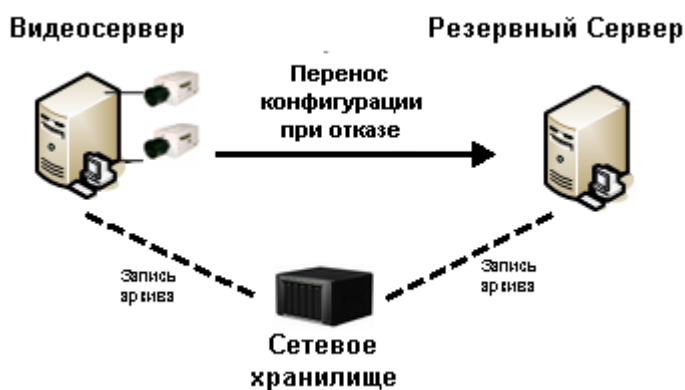 Видеосервер
Резервный Сервер
Перенос
конфигурации
при отказе
Запись
архива
Запись
архива
Сетевое
хранилище